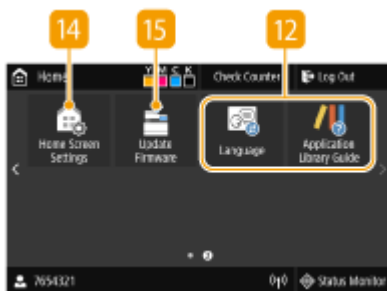 14 15 12
Home Y M C K Check Counter Log Out
Home Screen Settings
Update Firmware
Language
Application Library Guide
2
7654321 Status Monitor